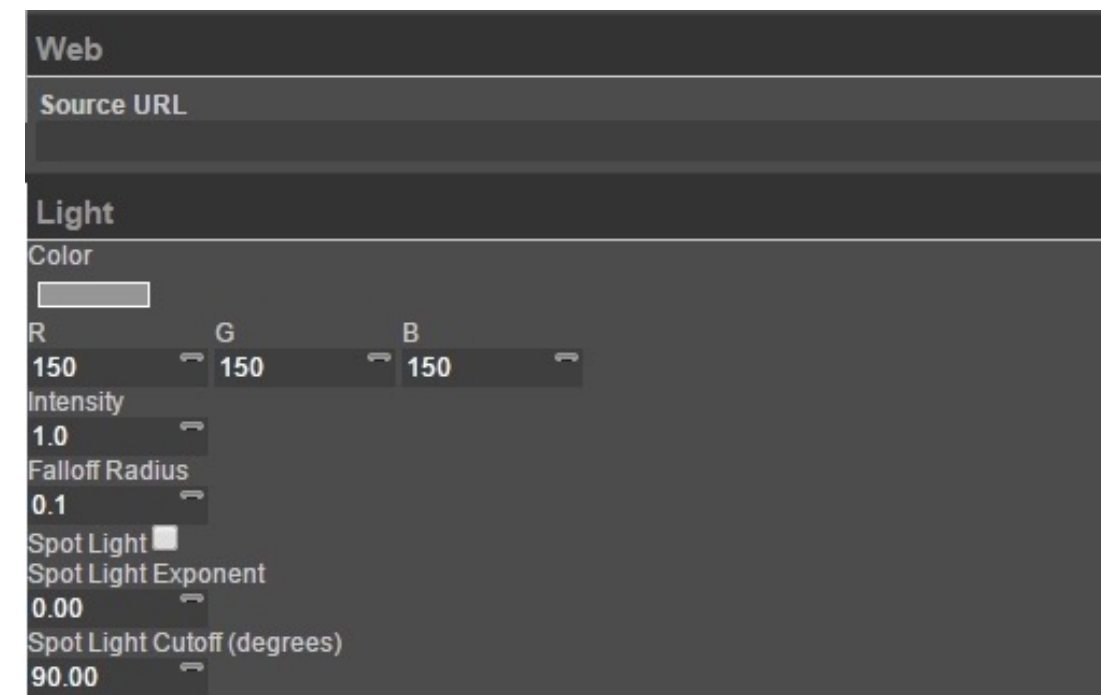 Web
Source URL
Light
Color
R G B
150 150 150
Intensity
1.0
Falloff Radius
0.1
Spot Light
Spot Light Exponent
0.00
Spot Light Cutoff (degrees)
90.00